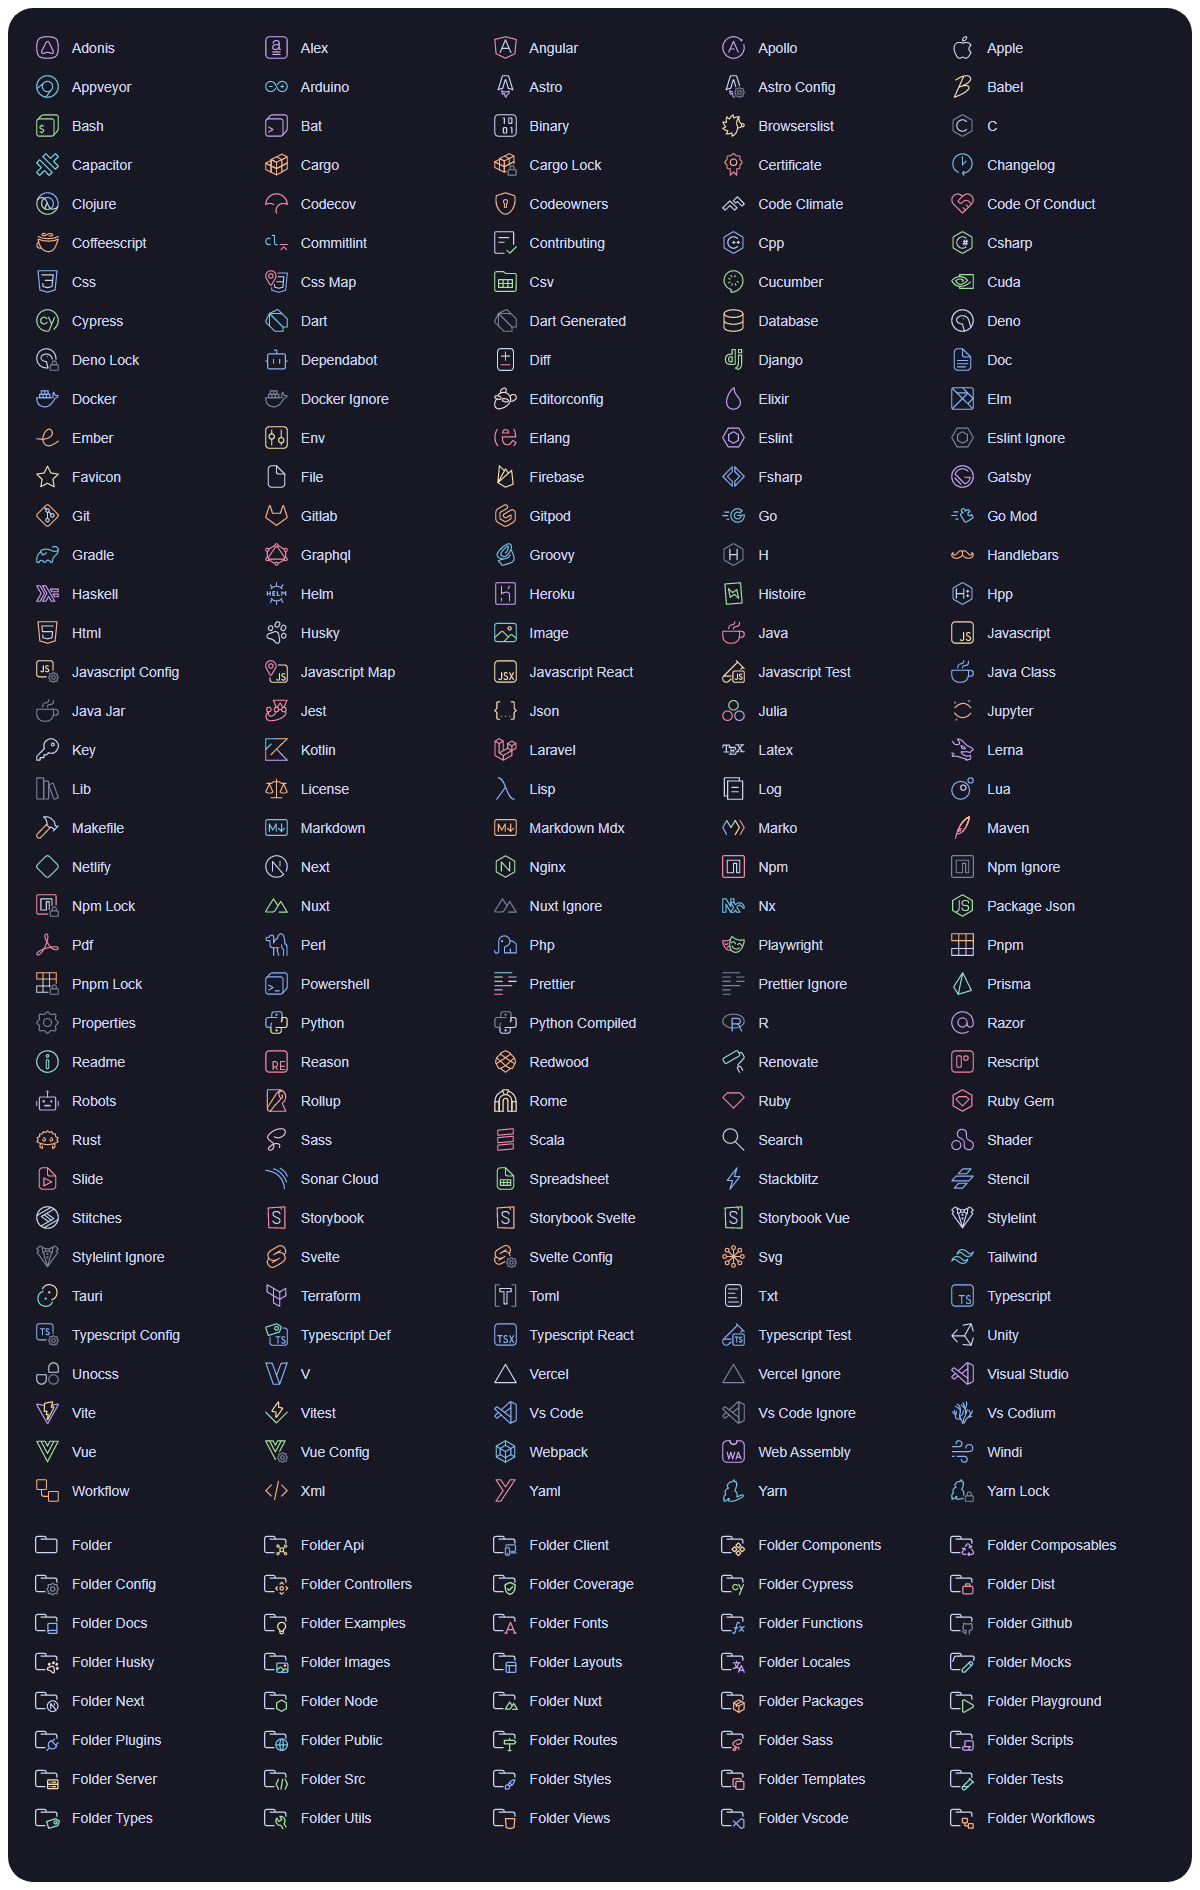 Adonis Alex Angular Apollo Apple
Appveyor Arduino Astro Astro Config Babel
Bash Bat Binary Browserslist C
Capacitor Cargo Cargo Lock Certificate Changelog
Clojure Codecov Codeowners Code Climate Code Of Conduct
Coffeescript Commitlint Contributing Cpp Csharp
Css Css Map Csv Cucumber Cuda
Cypress Dart Dart Generated Database Deno
Deno Lock Dependabot Diff Django Doc
Docker Docker Ignore Editorconfig Elixir Elm
Ember Env Erlang Eslint Eslint Ignore
Favicon File Firebase Fsharp Gatsby
Git Gitlab Gitpod Go Go Mod
Gradle Graphql Groovy H Handlebars
Haskell Helm Heroku Histoire Hpp
Html Husky Image Java Javascript
Javascript Config Javascript Map Javascript React Javascript Test Java Class
Java Jar Jest Json Julia Jupyter
Key Kotlin Laravel Latex Lerna
Lib License Lisp Log Lua
Makefile Markdown Markdown Mdx Marko Maven
Netlify Next Nginx Npm Npm Ignore
Npm Lock Nuxt Nuxt Ignore Nx Package Json
Pdf Perl Php Playwright Pnpm
Pnpm Lock Powershell Prettier Prettier Ignore Prisma
Properties Python Python Compiled R Razor
Readme Reason Redwood Renovate Rescript
Robots Rollup Rome Ruby Ruby Gem
Rust Sass Scala Search Shader
Slide Sonar Cloud Spreadsheet Stackblitz Stencil
Stitches Storybook Storybook Svelte Storybook Vue Stylelint
Stylelint Ignore Svelte Svelte Config Svg Tailwind
Tauri Terraform Toml Txt Typescript
Typescript Config Typescript Def Typescript React Typescript Test Unity
Unocss V Vercel Vercel Ignore Visual Studio
Vite Vitest Vs Code Vs Code Ignore Vs Codium
Vue Vue Config Webpack Web Assembly Windi
Workflow Xml Yaml Yarn Yarn Lock
Folder Folder Api Folder Client Folder Components Folder Composables
Folder Config Folder Controllers Folder Coverage Folder Cypress Folder Dist
Folder Docs Folder Examples Folder Fonts Folder Functions Folder Github
Folder Husky Folder Images Folder Layouts Folder Locales Folder Mocks
Folder Next Folder Node Folder Nuxt Folder Packages Folder Playground
Folder Plugins Folder Public Folder Routes Folder Sass Folder Scripts
Folder Server Folder Src Folder Styles Folder Templates Folder Tests
Folder Types Folder Utils Folder Views Folder Vscode Folder Workflows